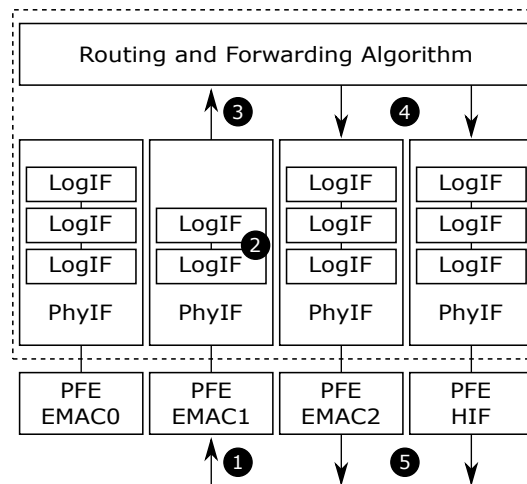 Routing and Forwarding Algorithm
3
4
LogIF
LogIF
LogIF
PhyIF
LogIF
LogIF
2
PhyIF
LogIF
LogIF
LogIF
PhyIF
LogIF
LogIF
LogIF
PhyIF
PFE
EMAC0
PFE
EMAC1
PFE
EMAC2
PFE
HIF
1
5